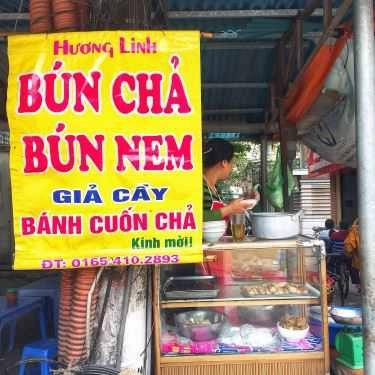 HƯƠNG LINH
BÚN CHẢ
BÚN NEM
GIẢ CẦY
BÁNH CUỐN CHẢ
Kính mời!!
ĐT: 0165.410.2893